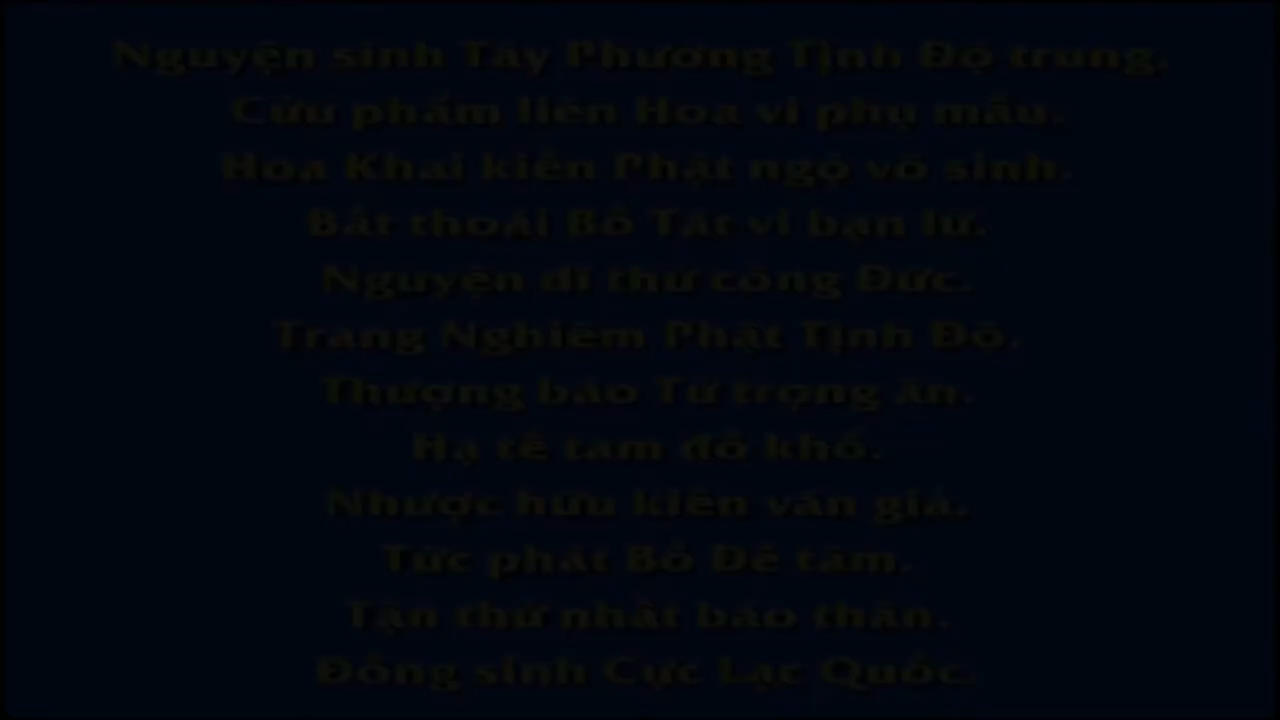 Nguyện sinh Tây Phương Tịnh Độ trung.
Cửu phẩm liên Hoa vi phụ mẫu.
Hoa Khai kiến Phật ngộ vô sinh.
Bất thoái Bồ Tát vi bạn lữ.
Nguyện dĩ thử công Đức.
Trang Nghiêm Phật Tịnh Độ.
Thượng báo Tứ trọng ân.
Hạ tế tam đồ khổ.
Nhược hữu kiến văn giả.
Tức phát Bồ Đề tâm.
Tận thử nhất báo thân.
Đồng sinh Cực Lạc Quốc.